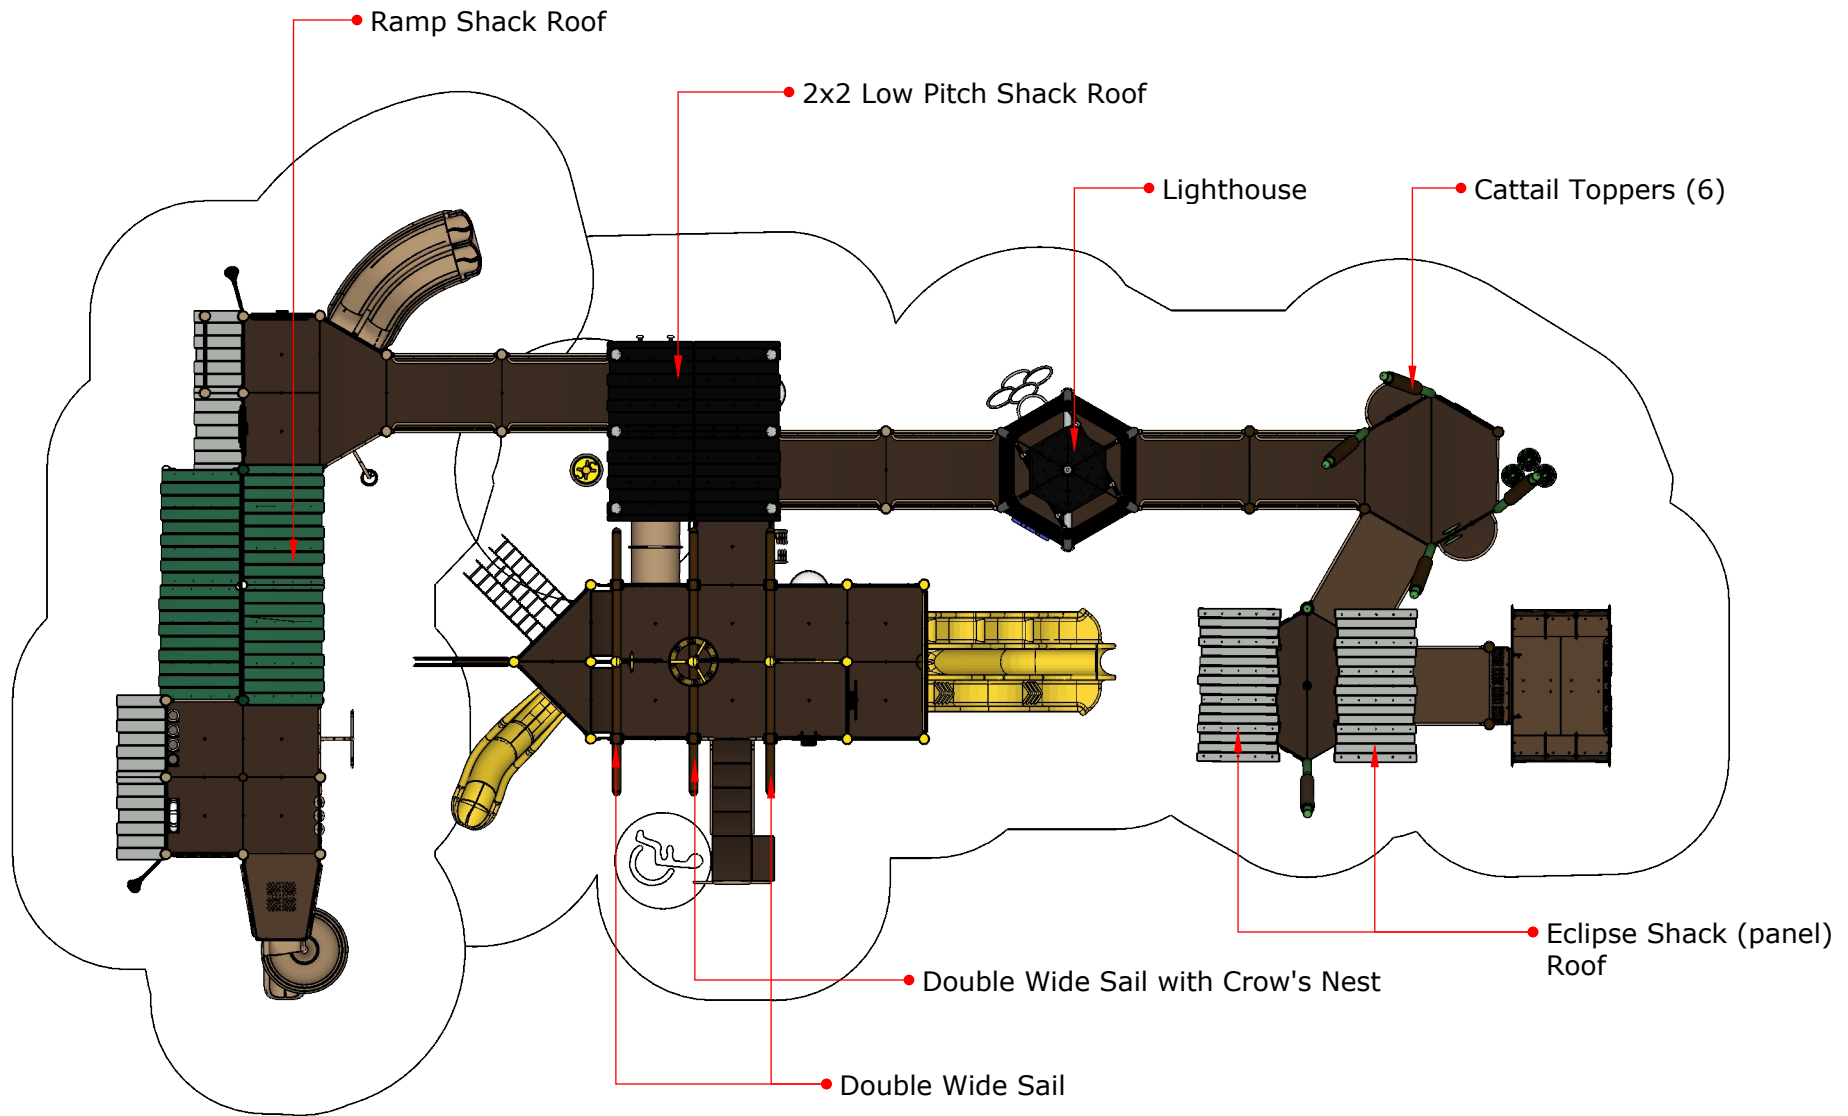 Ramp Shack Roof
2x2 Low Pitch Shack Roof
Lighthouse
Cattail Toppers (6)
Eclipse Shack (panel)
Roof
Double Wide Sail with Crow's Nest
Double Wide Sail